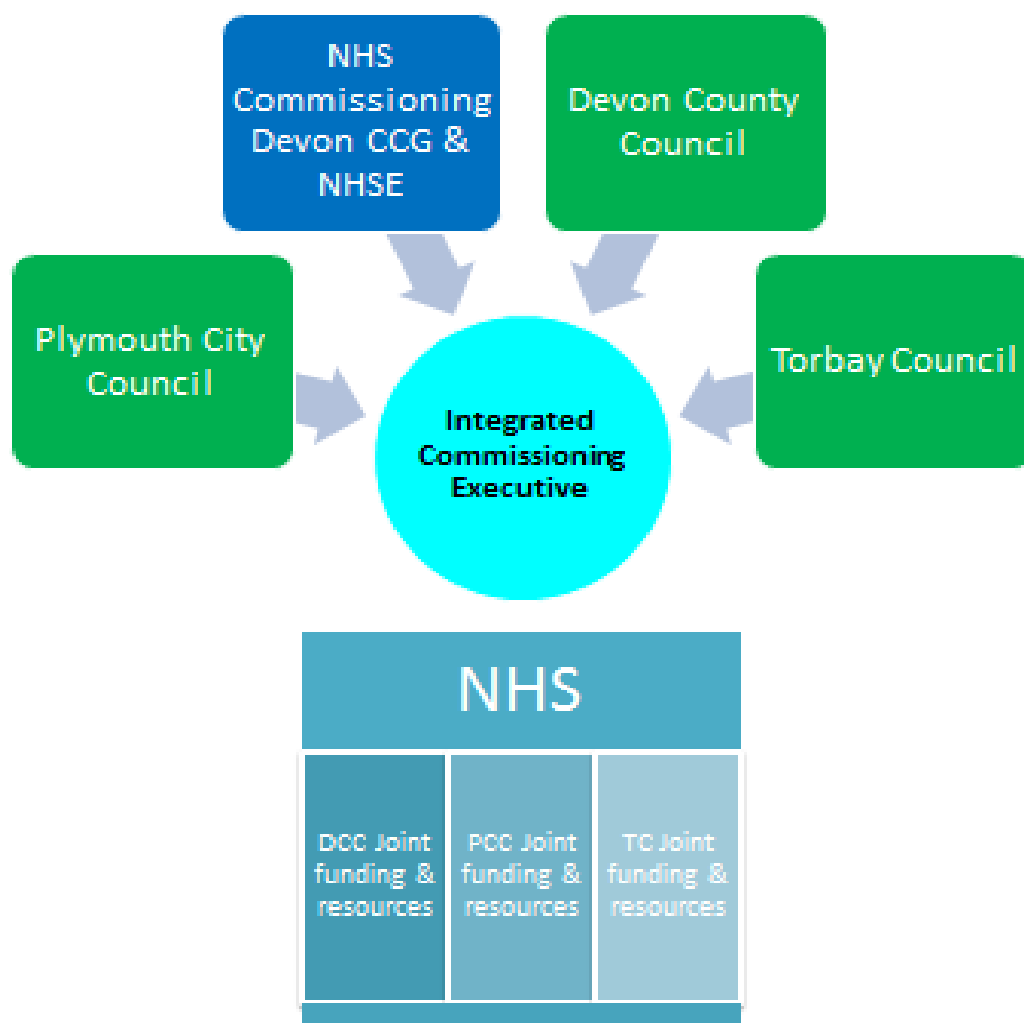 NHS
Commissioning
Devon CCG &
NHSE
Devon County
Council
Plymouth City
Council
Torbay Council
Integrated
Commissioning
Executive
NHS
DCC Joint
funding &
resources
PCC Joint
funding &
resources
TC Joint
funding &
resources